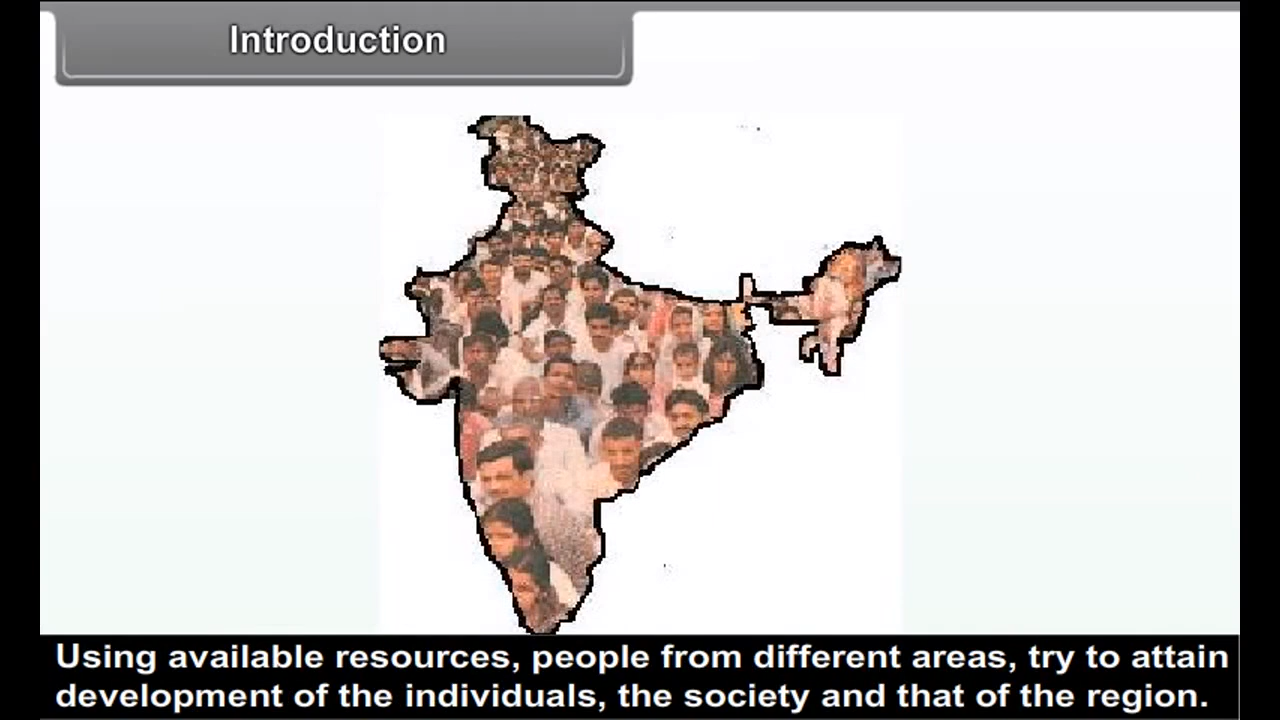 Introduction
Using available resources, people from different areas, try to attain
development of the individuals, the society and that of the region.